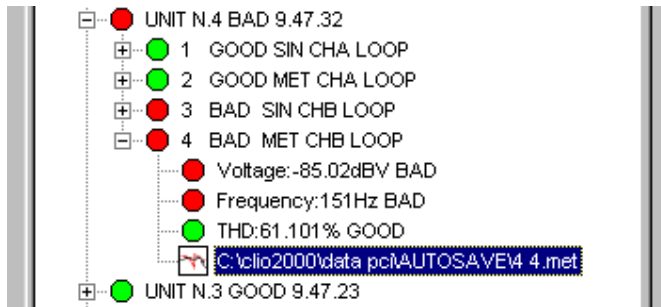 UNIT N.4 BAD 9.47.32
1 GOOD SIN CHA LOOP
2 GOOD MET CHA LOOP
3 BAD SIN CHB LOOP
4 BAD MET CHB LOOP
Voltage:-85.02dBV BAD
Frequency:151Hz BAD
THD:61.101% GOOD
C:\clio2000\data pci\AUTOSAVE\4 4.met
UNIT N.3 GOOD 9.47.23